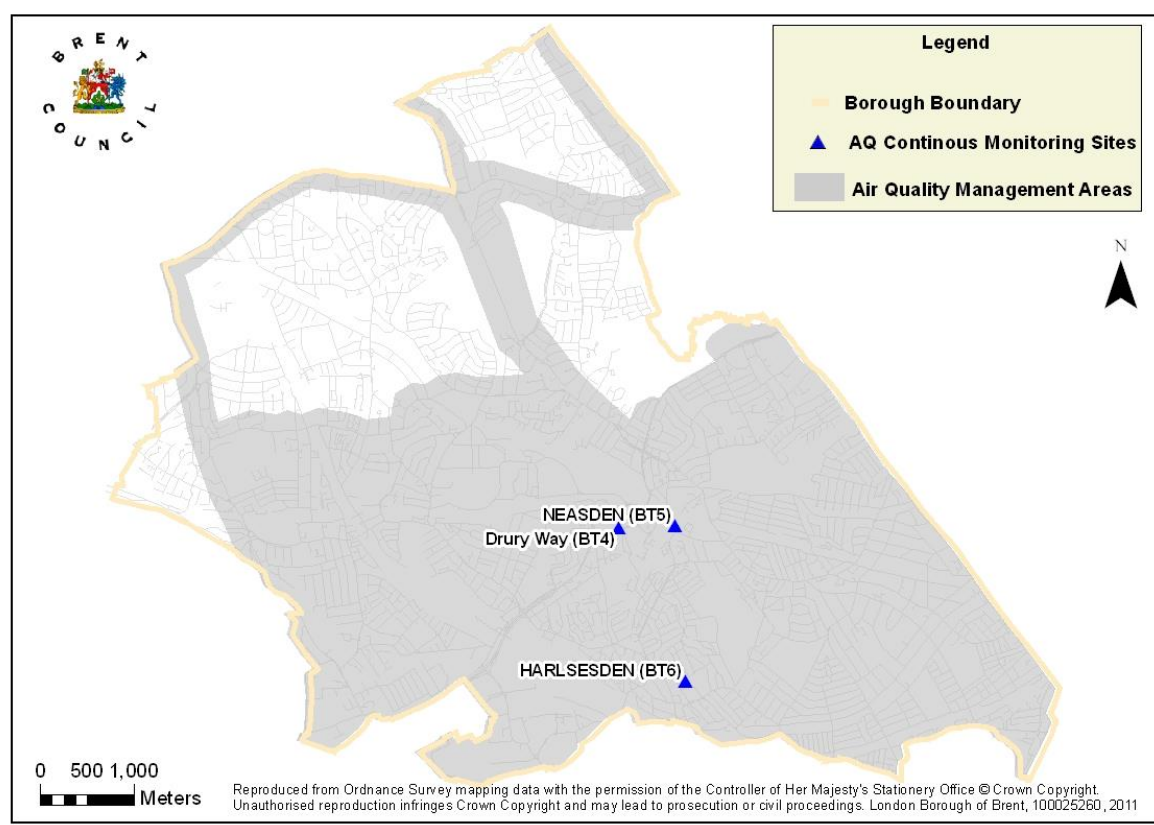 BRENT
COUNCIL
Legend
Borough Boundary
AQ Continous Monitoring Sites
Air Quality Management Areas
N
NEASDEN (BT5)
Drury Way (BT4)
HARLSESDEN (BT6)
0 500 1,000
Meters
Reproduced from Ordnance Survey mapping data with the permission of the Controller of Her Majesty's Stationery Office © Crown Copyright.
Unauthorised reproduction infringes Crown Copyright and may lead to prosecution or civil proceedings. London Borough of Brent, 100025260, 2011